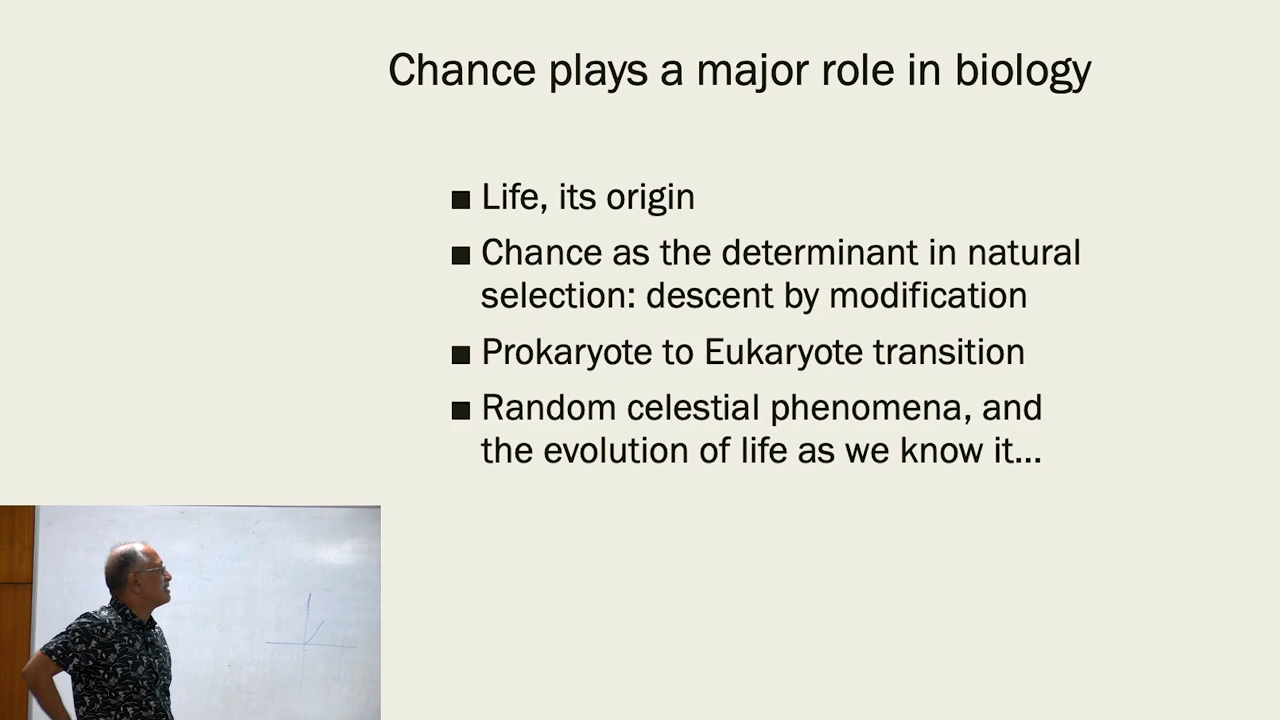 Chance plays a major role in biology
■ Life, its origin
■ Chance as the determinant in natural
selection: descent by modification
■ Prokaryote to Eukaryote transition
■ Random celestial phenomena, and
the evolution of life as we know it...